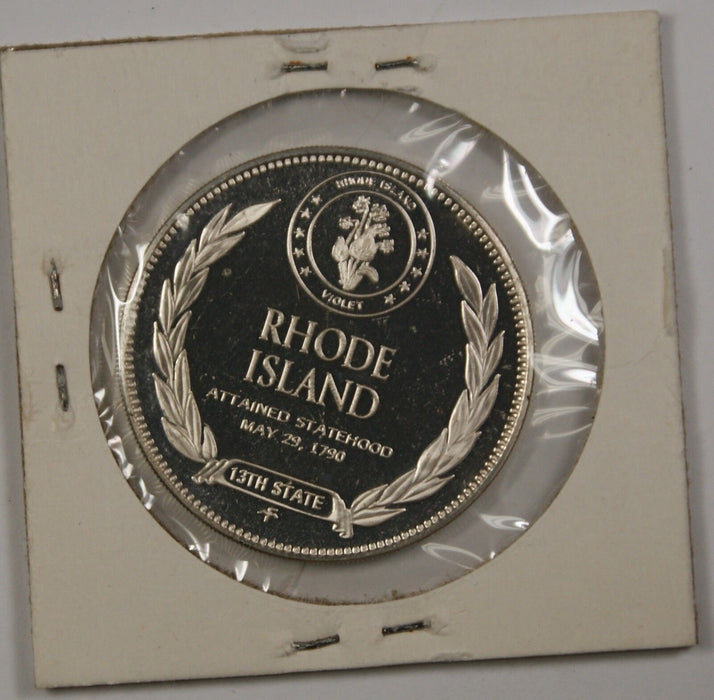 RHODE ISLAND
VIOLET
RHODE
ISLAND
ATTAINED STATEHOOD
MAY 29, 1790
13TH STATE